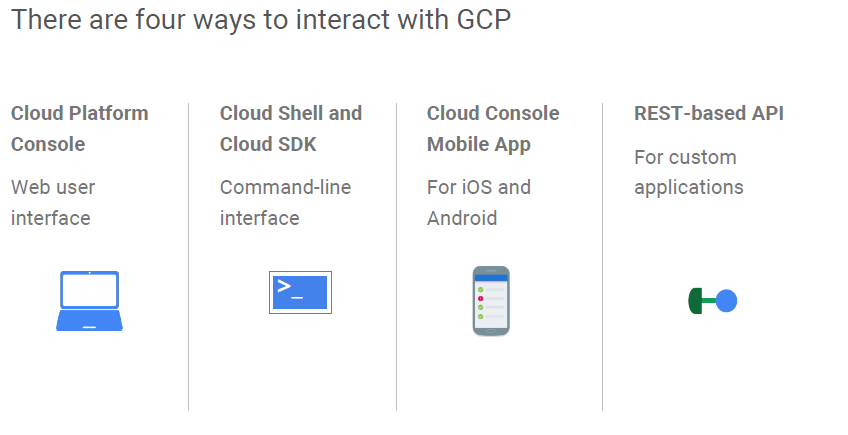 There are four ways to interact with GCP
Cloud Platform
Console
Web user
interface
Cloud Shell and
Cloud SDK
Command-line
interface
>_
Cloud Console
Mobile App
For iOS and
Android
REST-based API
For custom
applications